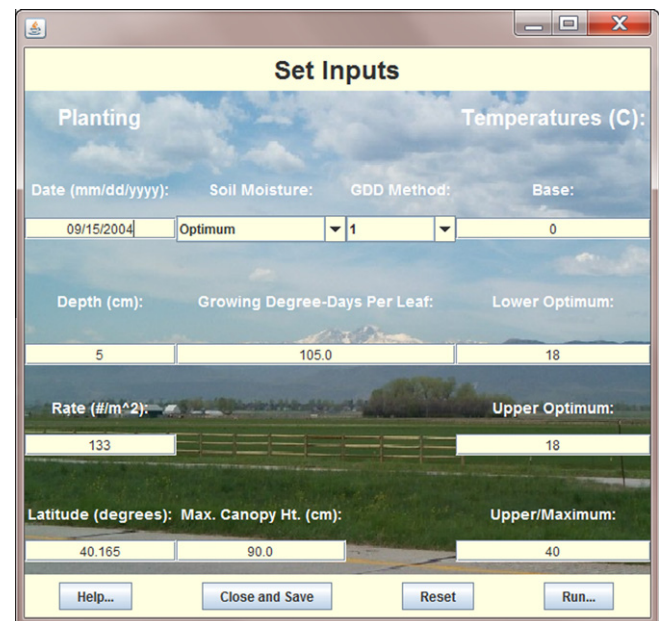 Set Inputs
Planting Temperatures (C):
Date (mm/dd/yyyy): Soil Moisture: GDD Method: Base:
09/15/2004 Optimum 1 0
Depth (cm): Growing Degree-Days Per Leaf: Lower Optimum:
5 105.0 18
Rate (#/m^2): Upper Optimum:
133 18
Latitude (degrees): Max. Canopy Ht. (cm): Upper/Maximum:
40.165 90.0 40
Help... Close and Save Reset Run...